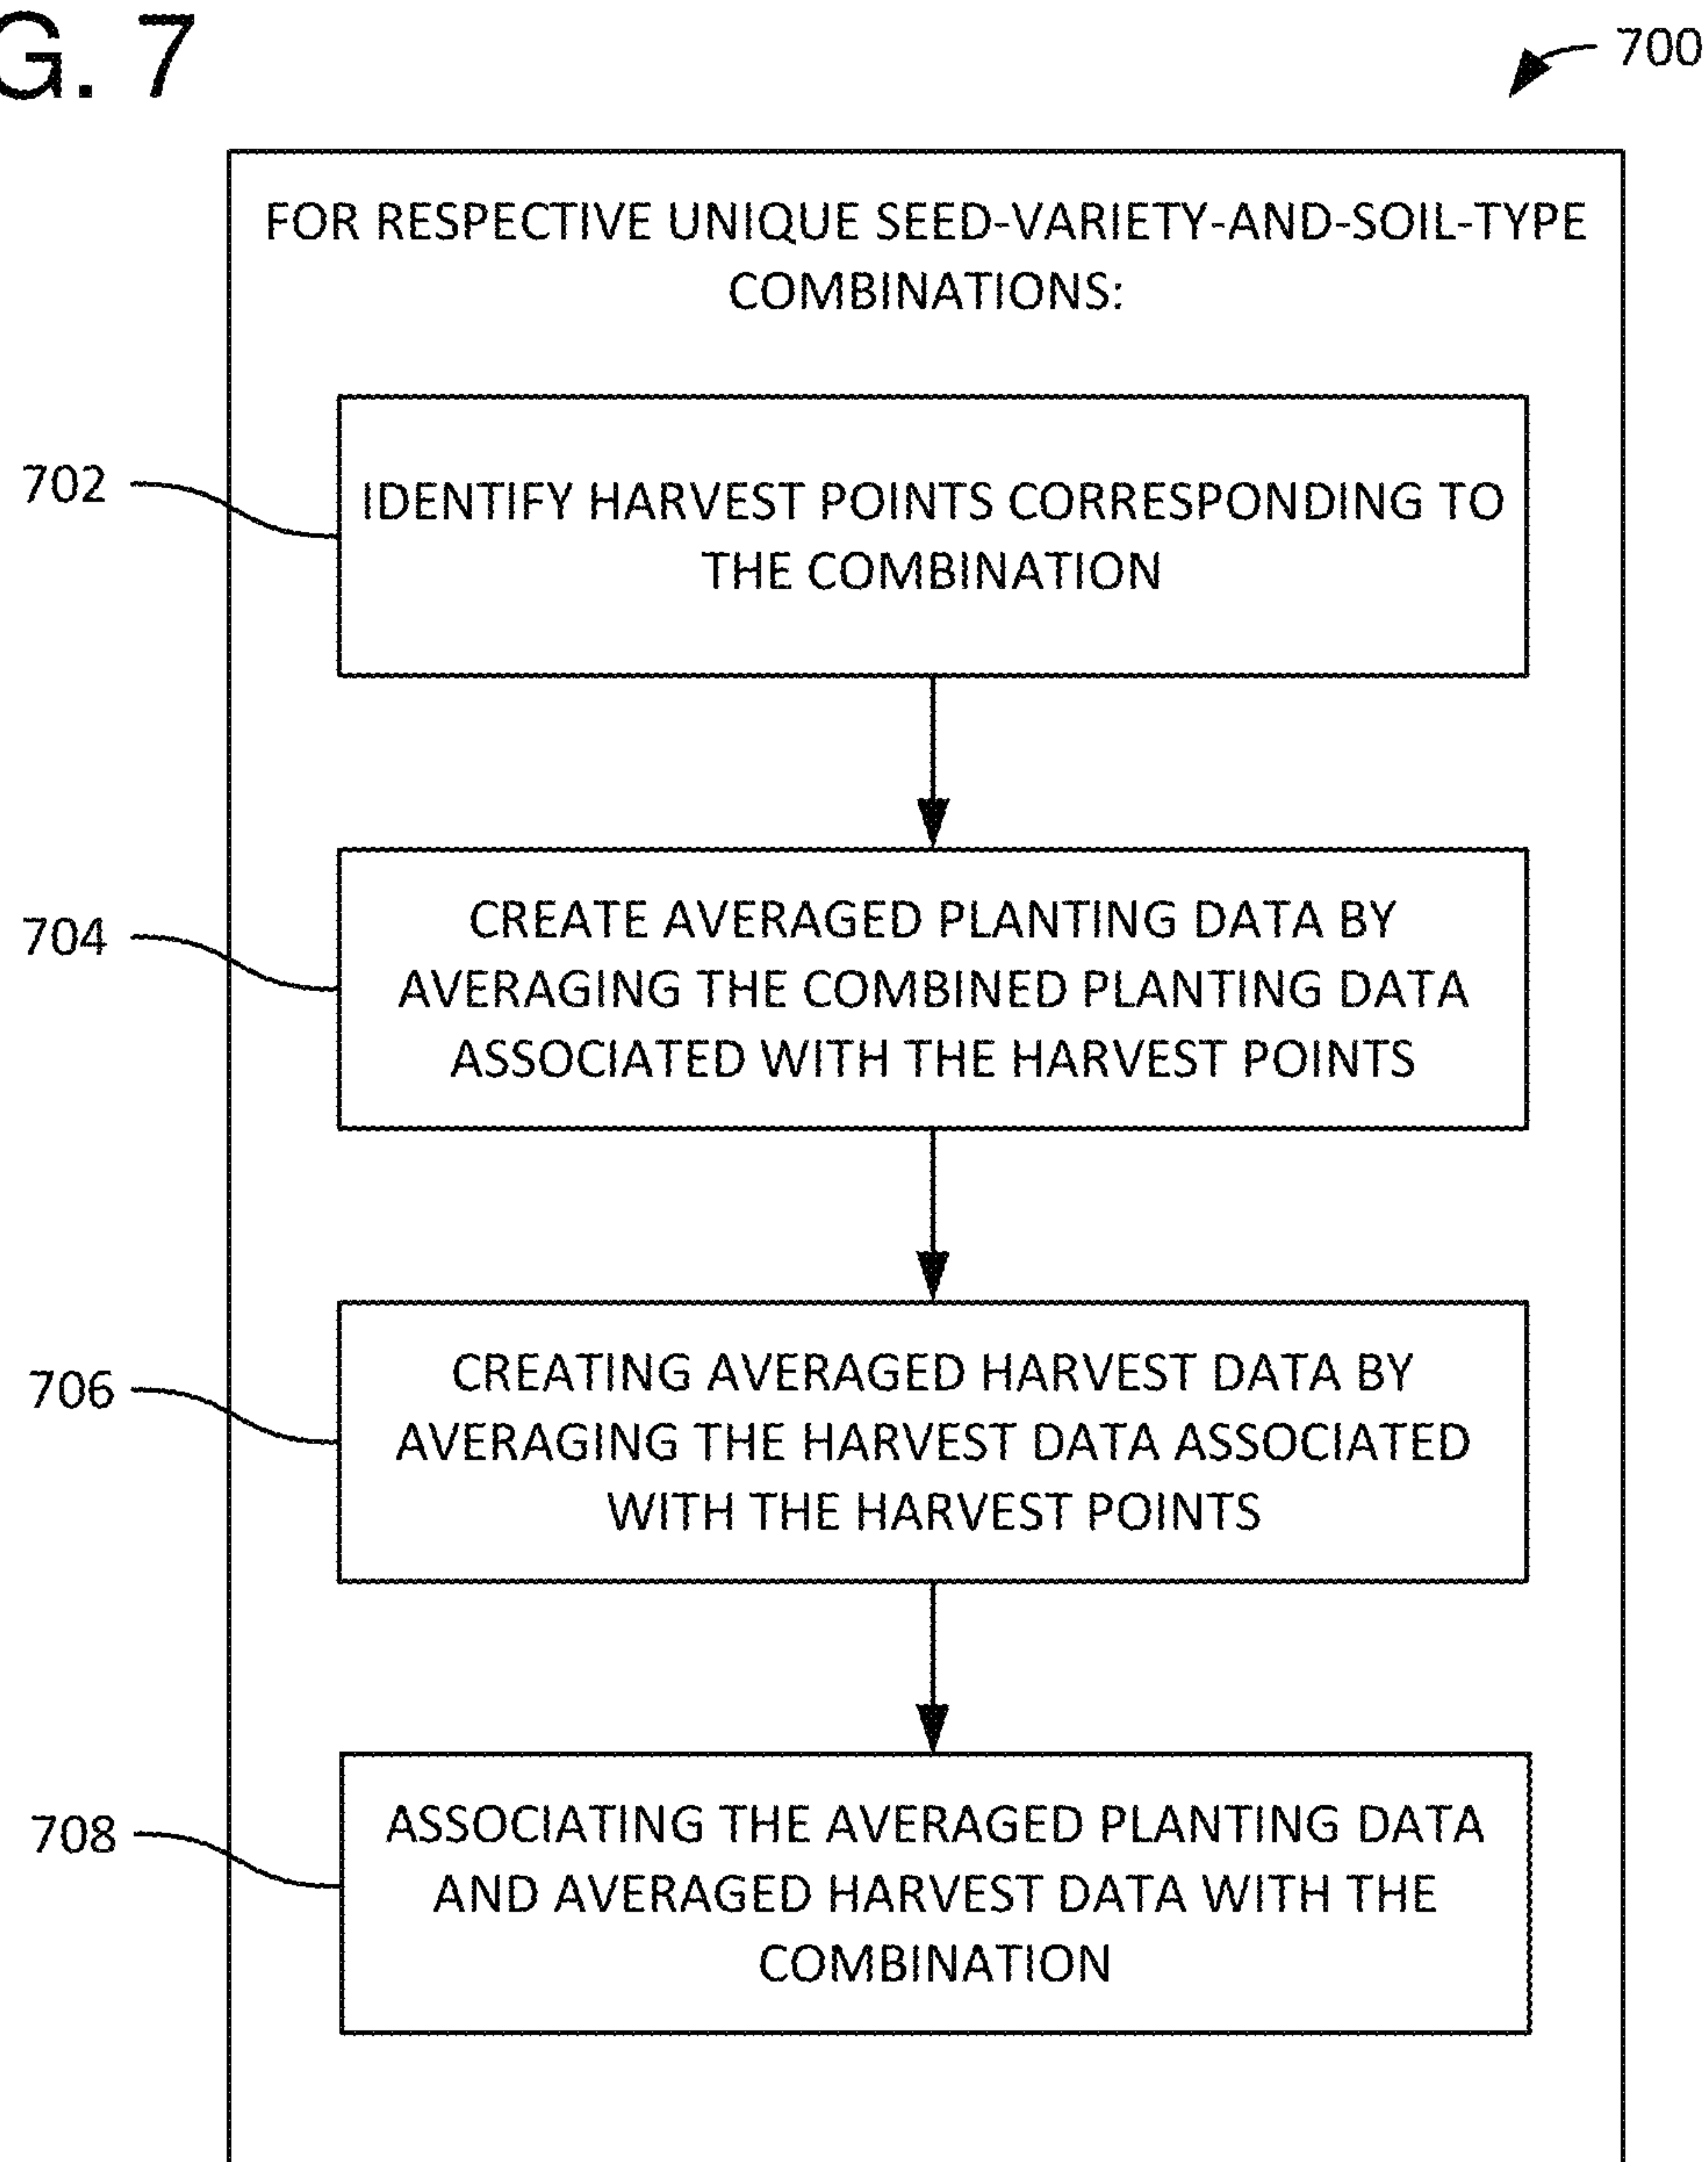 G. 7
700
FOR RESPECTIVE UNIQUE SEED-VARIETY-AND-SOIL-TYPE
COMBINATIONS:
702
IDENTIFY HARVEST POINTS CORRESPONDING TO
THE COMBINATION
704
CREATE AVERAGED PLANTING DATA BY
AVERAGING THE COMBINED PLANTING DATA
ASSOCIATED WITH THE HARVEST POINTS
706
CREATING AVERAGED HARVEST DATA BY
AVERAGING THE HARVEST DATA ASSOCIATED
WITH THE HARVEST POINTS
708
ASSOCIATING THE AVERAGED PLANTING DATA
AND AVERAGED HARVEST DATA WITH THE
COMBINATION